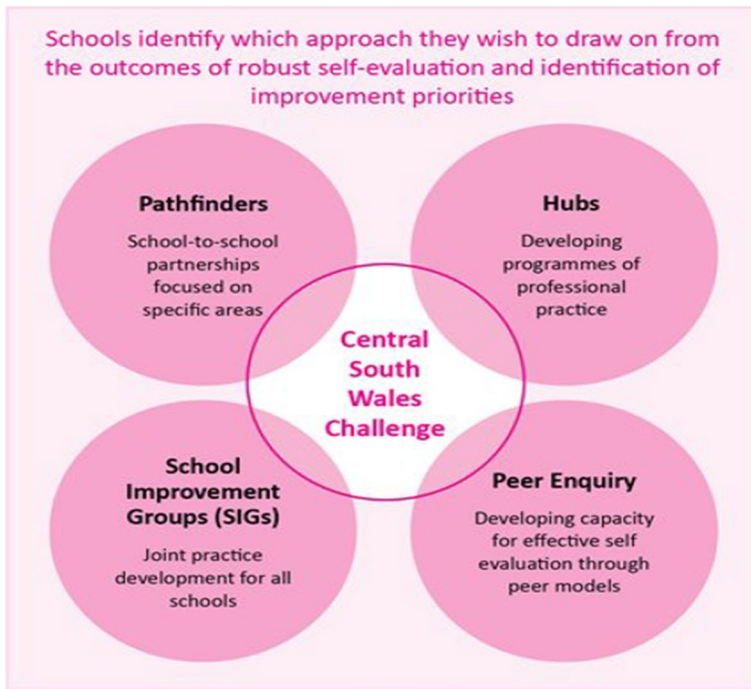 Schools identify which approach they wish to draw on from
the outcomes of robust self-evaluation and identification of
improvement priorities
Pathfinders
School-to-school
partnerships
focused on
specific areas
Hubs
Developing
programmes of
professional
practice
Central
South
Wales
Challenge
School
Improvement
Groups (SIGs)
Joint practice
development for all
schools
Peer Enquiry
Developing capacity
for effective self
evaluation through
peer models